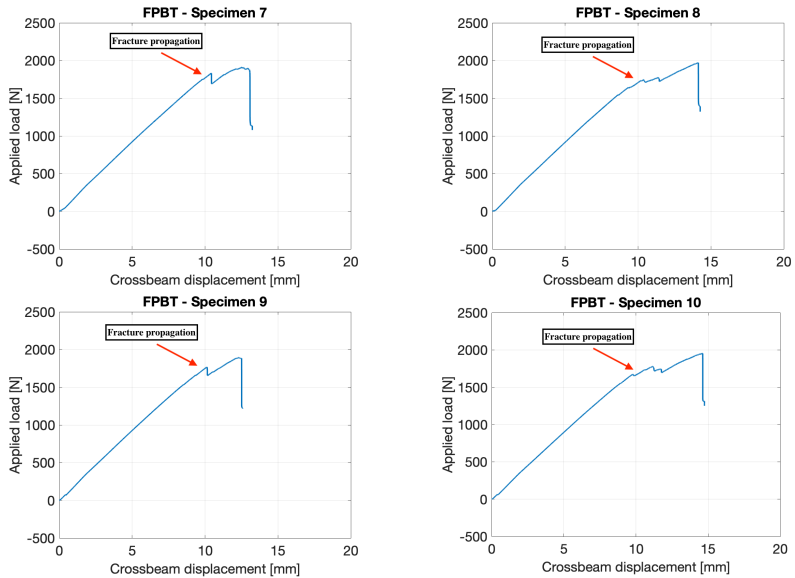 FPBT - Specimen 7
2500
2000
1500
1000
500
0
-500
0 5 10 15 20
Applied load [N]
Crossbeam displacement [mm]
Fracture propagation
FPBT - Specimen 8
2500
2000
1500
1000
500
0
-500
0 5 10 15 20
Applied load [N]
Crossbeam displacement [mm]
Fracture propagation
FPBT - Specimen 9
2500
2000
1500
1000
500
0
-500
0 5 10 15 20
Applied load [N]
Crossbeam displacement [mm]
Fracture propagation
FPBT - Specimen 10
2500
2000
1500
1000
500
0
-500
0 5 10 15 20
Applied load [N]
Crossbeam displacement [mm]
Fracture propagation